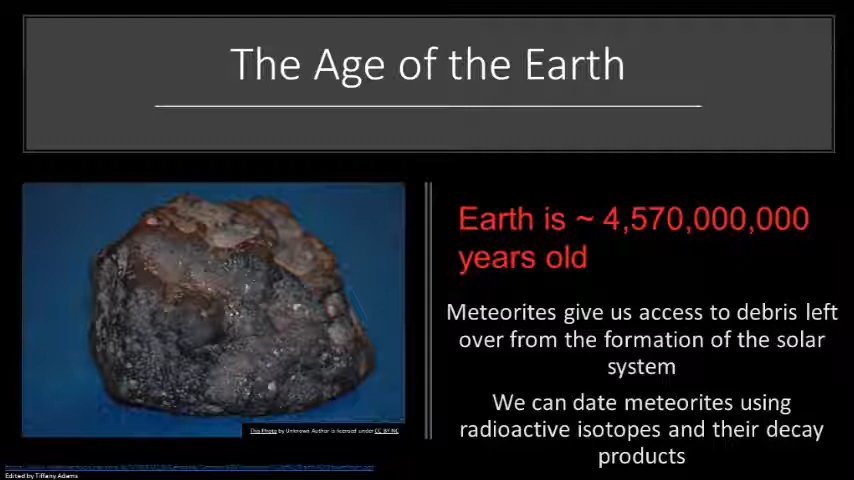 The Age of the Earth
Earth is ~ 4,570,000,000
years old
Meteorites give us access to debris left
over from the formation of the solar
system
We can date meteorites using
radioactive isotopes and their decay
products
This Photo by Unknown Author is licensed under CC BY-NC
Edited by Tiffany Adams